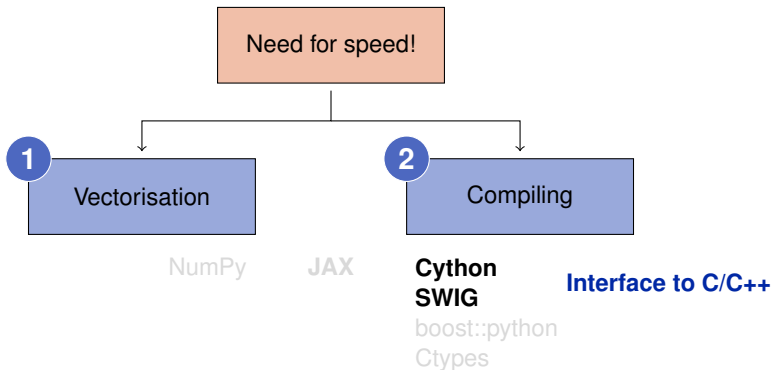 Need for speed!
1
Vectorisation
2
Compiling
NumPy
JAX
Cython
SWIG
boost::python
Ctypes
Interface to C/C++